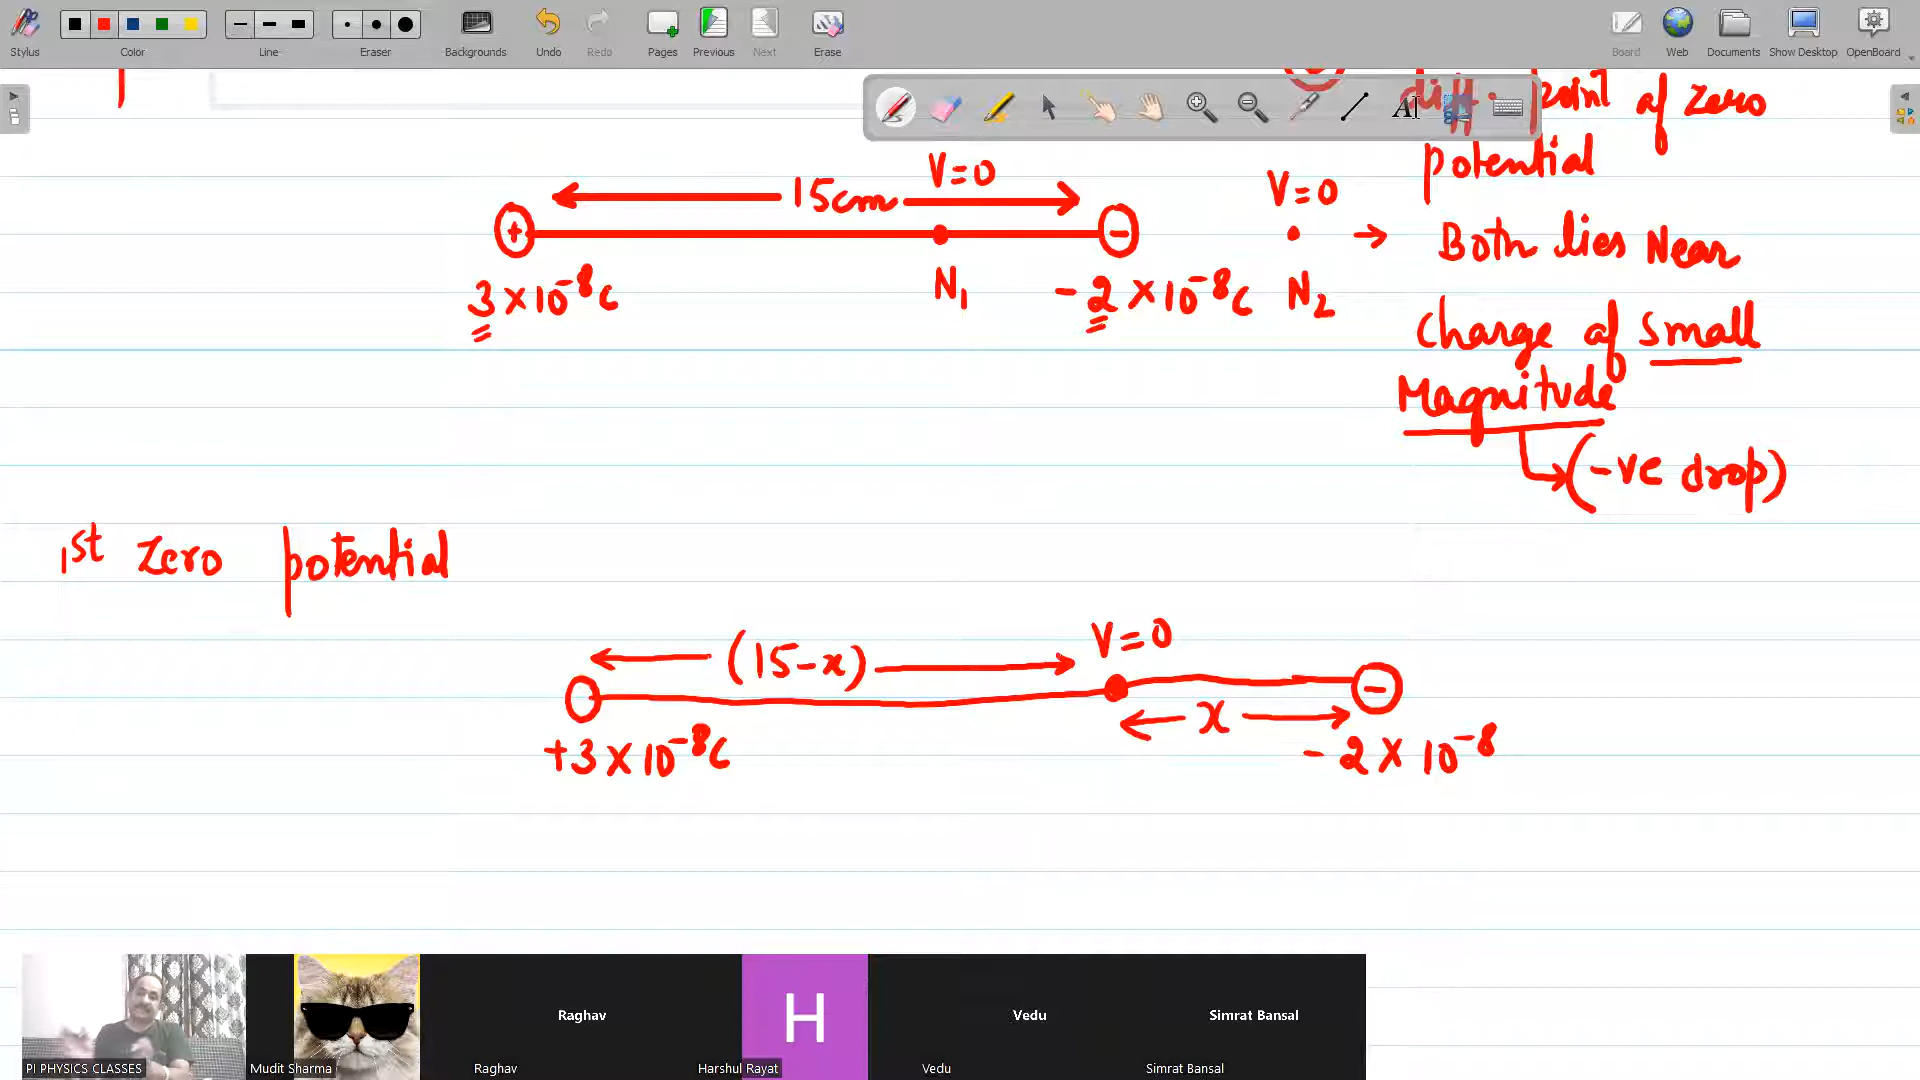 Stylus
Color
Line
Eraser
Backgrounds
Undo
Redo
Pages
Previous
Next
Erase
Board
Web
Documents
Show Desktop
OpenBoard
diff. point of zero
potential
V=0
15cm
V=0
+
-
→ Both lies Near
3×10⁻⁸C
N₁
-2×10⁻⁸C
N₂
Charge of Small
Magnitude
(-ve drop)
1st Zero potential
V=0
(15-x)
-
x
+3×10⁻⁸C
-2×10⁻⁸
H
Raghav
Vedu
Simrat Bansal
PI PHYSICS CLASSES
Mudit Sharma
Raghav
Harshul Rayat
Vedu
Simrat Bansal